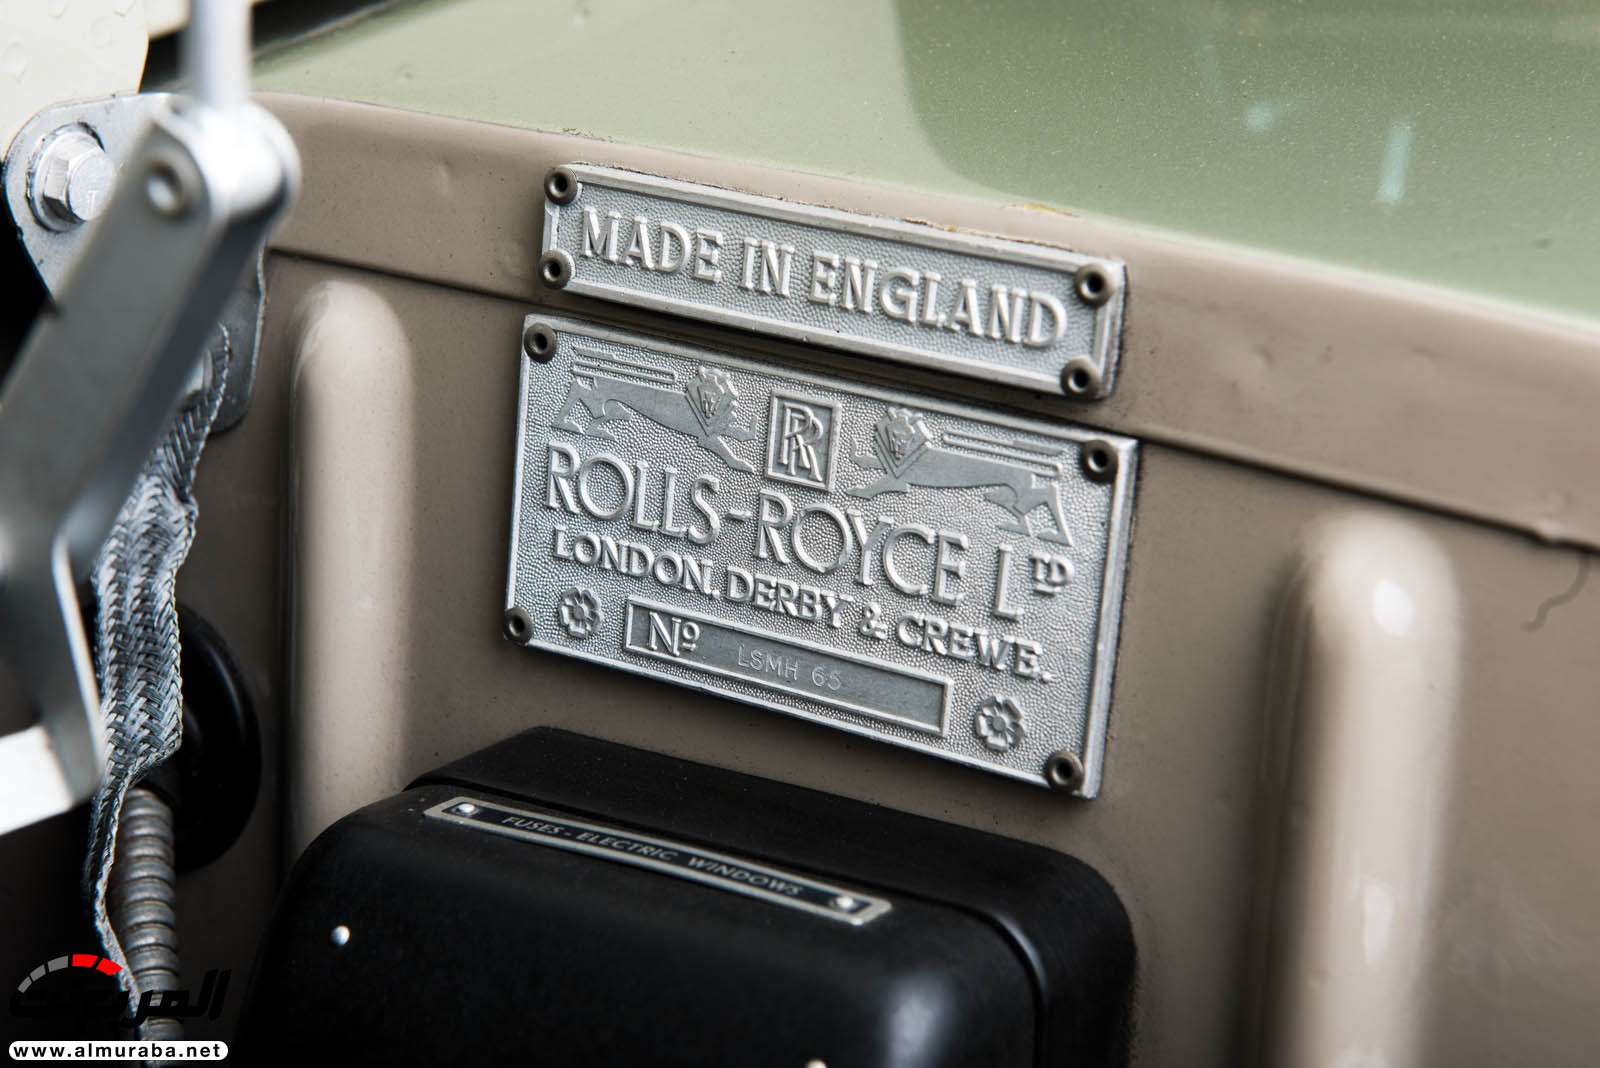 MADE IN ENGLAND
RR
ROLLS-ROYCE LTD
LONDON, DERBY & CREWE.
Nº LSMH 65
FUSES - ELECTRIC WINDOWS
المربع نت
www.almuraba.net